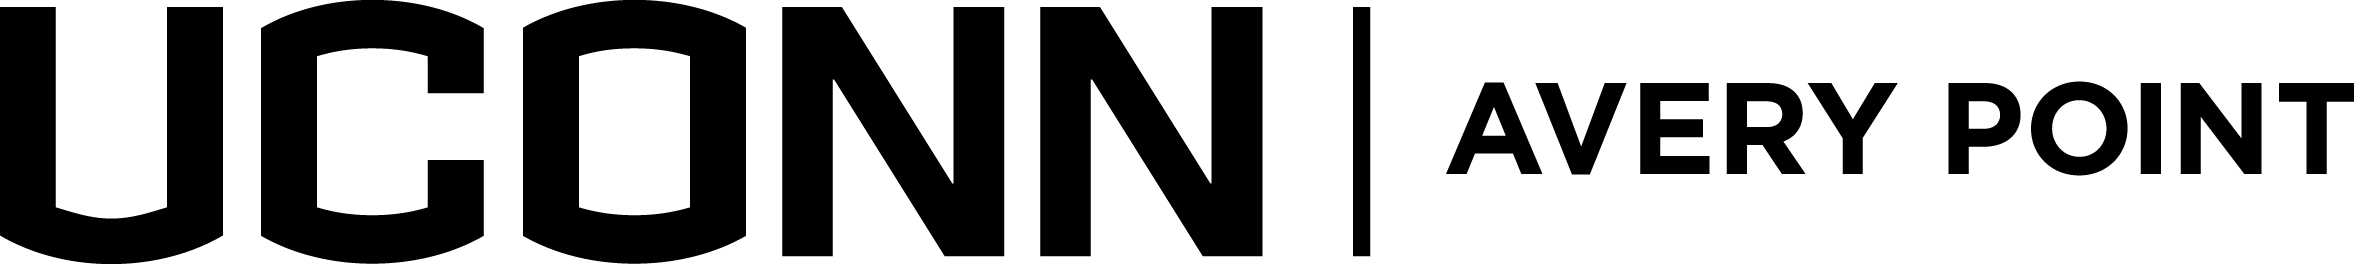 UCONN | AVERY POINT